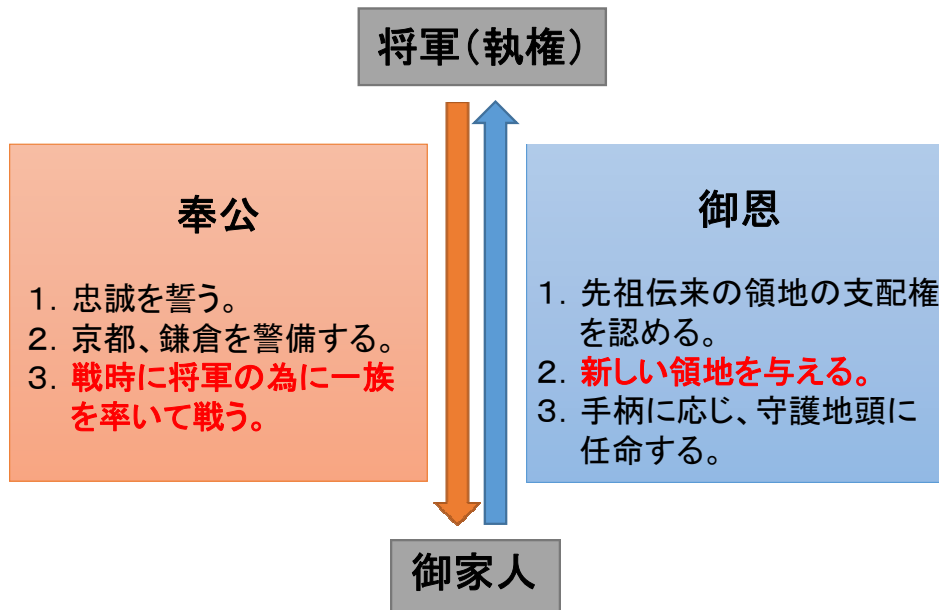 将軍（執権）
奉公
１．忠誠を誓う。
２．京都、鎌倉を警備する。
３．戦時に将軍の為に一族
を率いて戦う。
御恩
１．先祖伝来の領地の支配権
を認める。
２．新しい領地を与える。
３．手柄に応じ、守護地頭に
任命する。
御家人